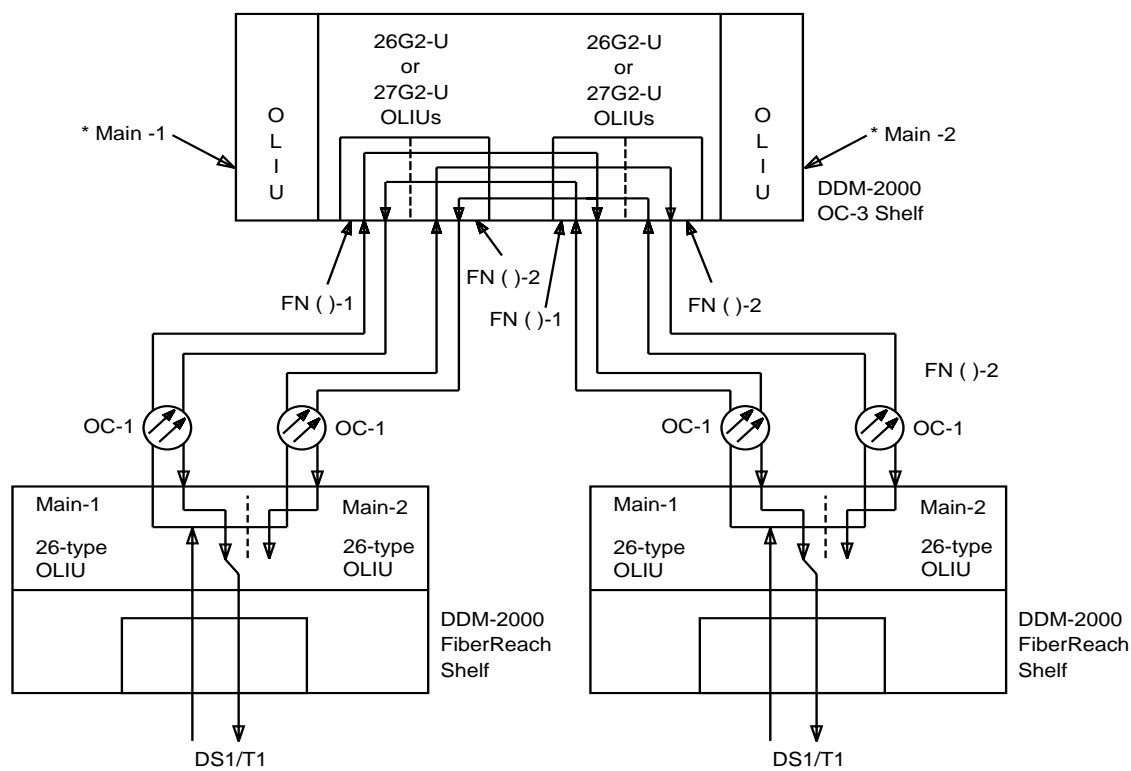 26G2-U
or
27G2-U
OLIUs
26G2-U
or
27G2-U
OLIUs
O
L
I
U
O
L
I
U
* Main -1
* Main -2
DDM-2000
OC-3 Shelf
FN ( )-1
FN ( )-2
FN ( )-1
FN ( )-2
FN ( )-2
OC-1
OC-1
OC-1
OC-1
Main-1
26-type
OLIU
Main-2
26-type
OLIU
DDM-2000
FiberReach
Shelf
DS1/T1
Main-1
26-type
OLIU
Main-2
26-type
OLIU
DDM-2000
FiberReach
Shelf
DS1/T1